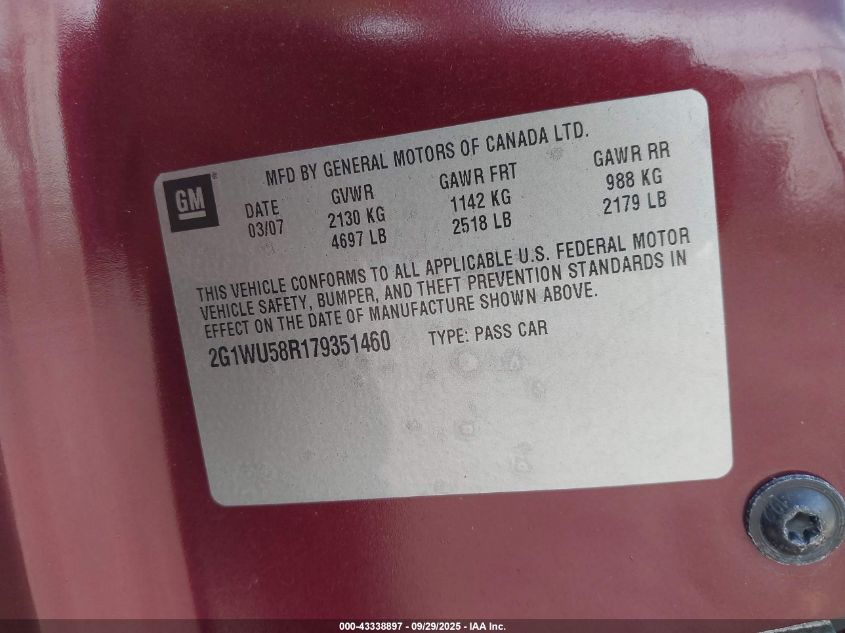 GM
MFD BY GENERAL MOTORS OF CANADA LTD.
DATE GVWR GAWR FRT GAWR RR
03/07 2130 KG 1142 KG 988 KG
4697 LB 2518 LB 2179 LB
THIS VEHICLE CONFORMS TO ALL APPLICABLE U.S. FEDERAL MOTOR
VEHICLE SAFETY, BUMPER, AND THEFT PREVENTION STANDARDS IN
EFFECT ON THE DATE OF MANUFACTURE SHOWN ABOVE.
2G1WU58R179351460 TYPE: PASS CAR
000-43338897 - 09/29/2025 - IAA Inc.